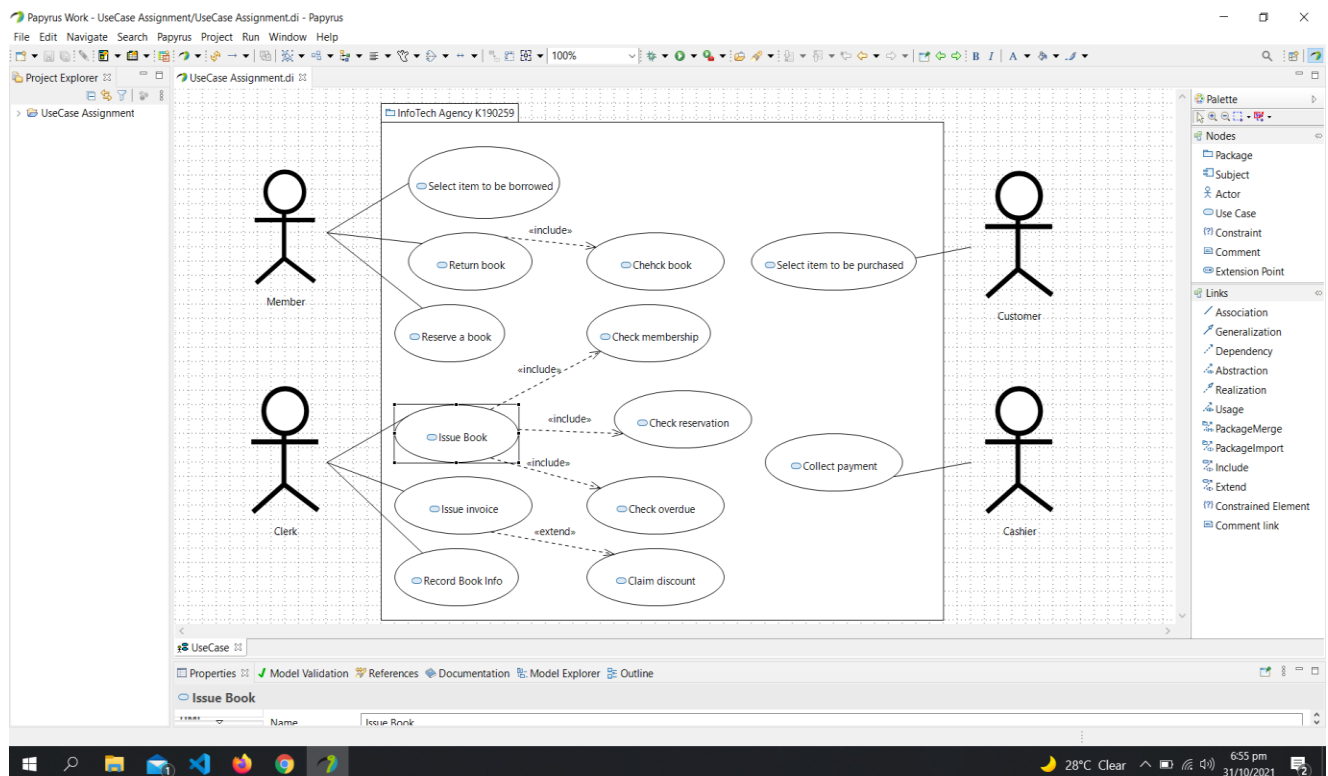 Papyrus Work - UseCase Assignment/UseCase Assignment.di - Papyrus
File Edit Navigate Search Papyrus Project Run Window Help
100%
B I A
Project Explorer
UseCase Assignment.di
UseCase Assignment
InfoTech Agency K190259
Select item to be borrowed
«include»
Return book
Chehck book
Select item to be purchased
Member
Customer
Reserve a book
Check membership
«include»
«include»
Check reservation
Issue Book
«include»
Collect payment
Issue invoice
Check overdue
Clerk
«extend»
Cashier
Record Book Info
Claim discount
Palette
Nodes
Package
Subject
Actor
Use Case
Constraint
Comment
Extension Point
Links
Association
Generalization
Dependency
Abstraction
Realization
Usage
PackageMerge
PackageImport
Include
Extend
Constrained Element
Comment link
UseCase
Properties Model Validation References Documentation Model Explorer Outline
Issue Book
Name Issue Book
28°C Clear
6:55 pm
31/10/2021